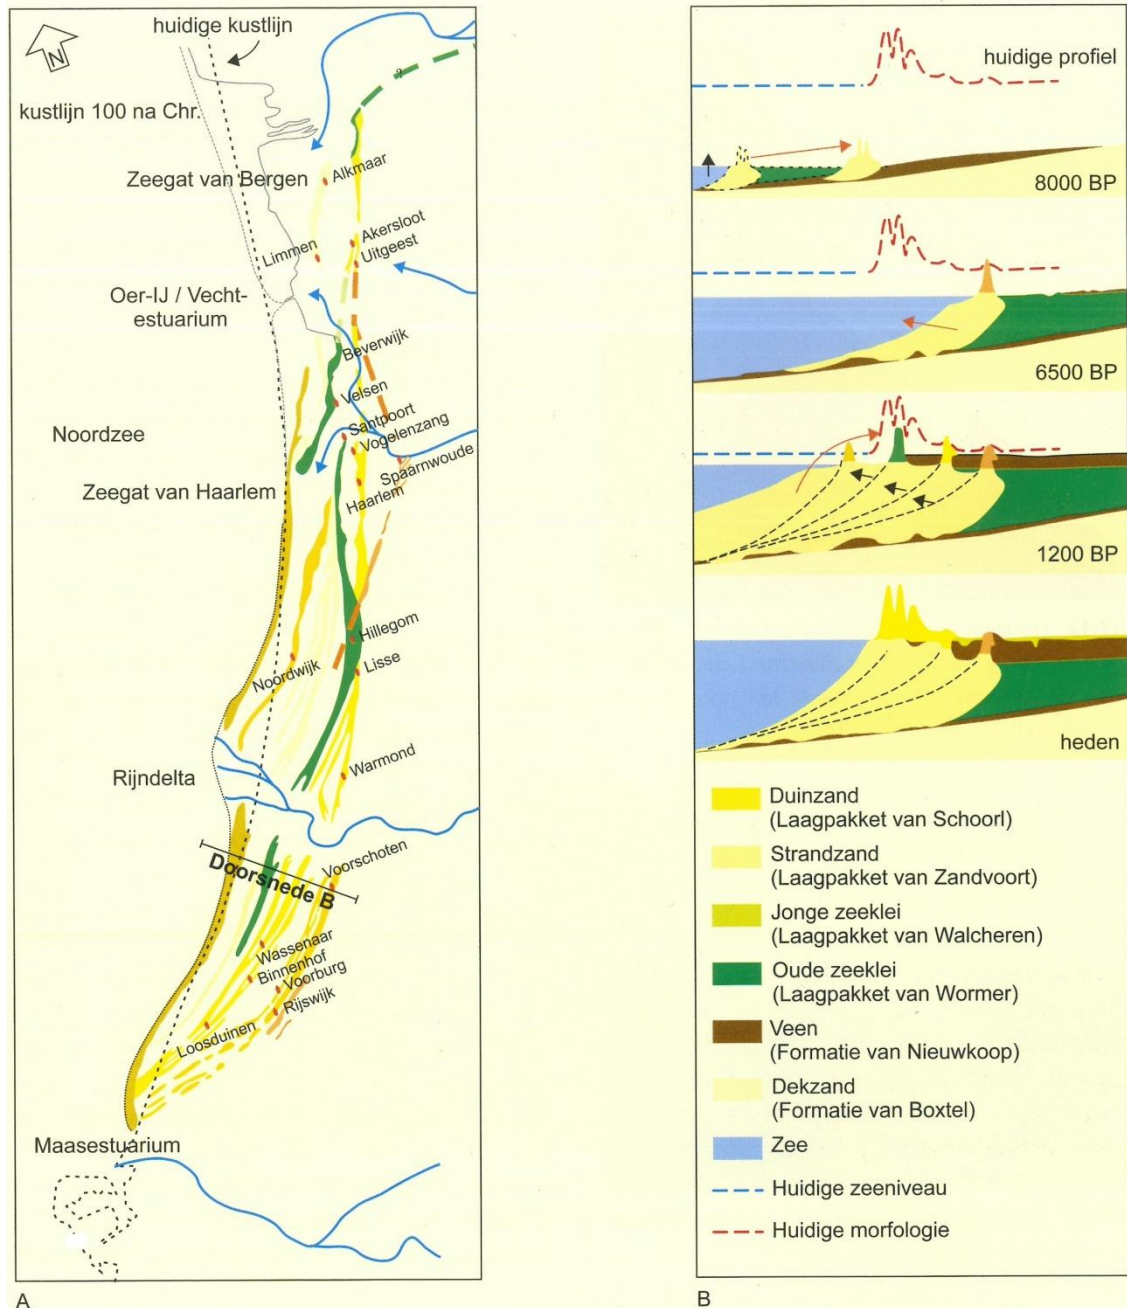 huidige kustlijn
N
kustlijn 100 na Chr.
?
Zeegat van Bergen
Alkmaar
Akersloot
Uitgeest
Limmen
Oer-IJ / Vecht-
estuarium
Beverwijk
Velsen
Santpoort
Vogelenzang
Noordzee
Spaarnwoude
Zeegat van Haarlem
Haarlem
Hillegom
Lisse
Noordwijk
Warmond
Rijndelta
Voorschoten
Doorsnede B
Wassenaar
Binnenhof
Voorburg
Rijswijk
Loosduinen
Maasestuarium
A
huidige profiel
8000 BP
6500 BP
1200 BP
heden
Duinzand
(Laagpakket van Schoorl)
Strandzand
(Laagpakket van Zandvoort)
Jonge zeeklei
(Laagpakket van Walcheren)
Oude zeeklei
(Laagpakket van Wormer)
Veen
(Formatie van Nieuwkoop)
Dekzand
(Formatie van Boxtel)
Zee
Huidige zeeniveau
Huidige morfologie
B